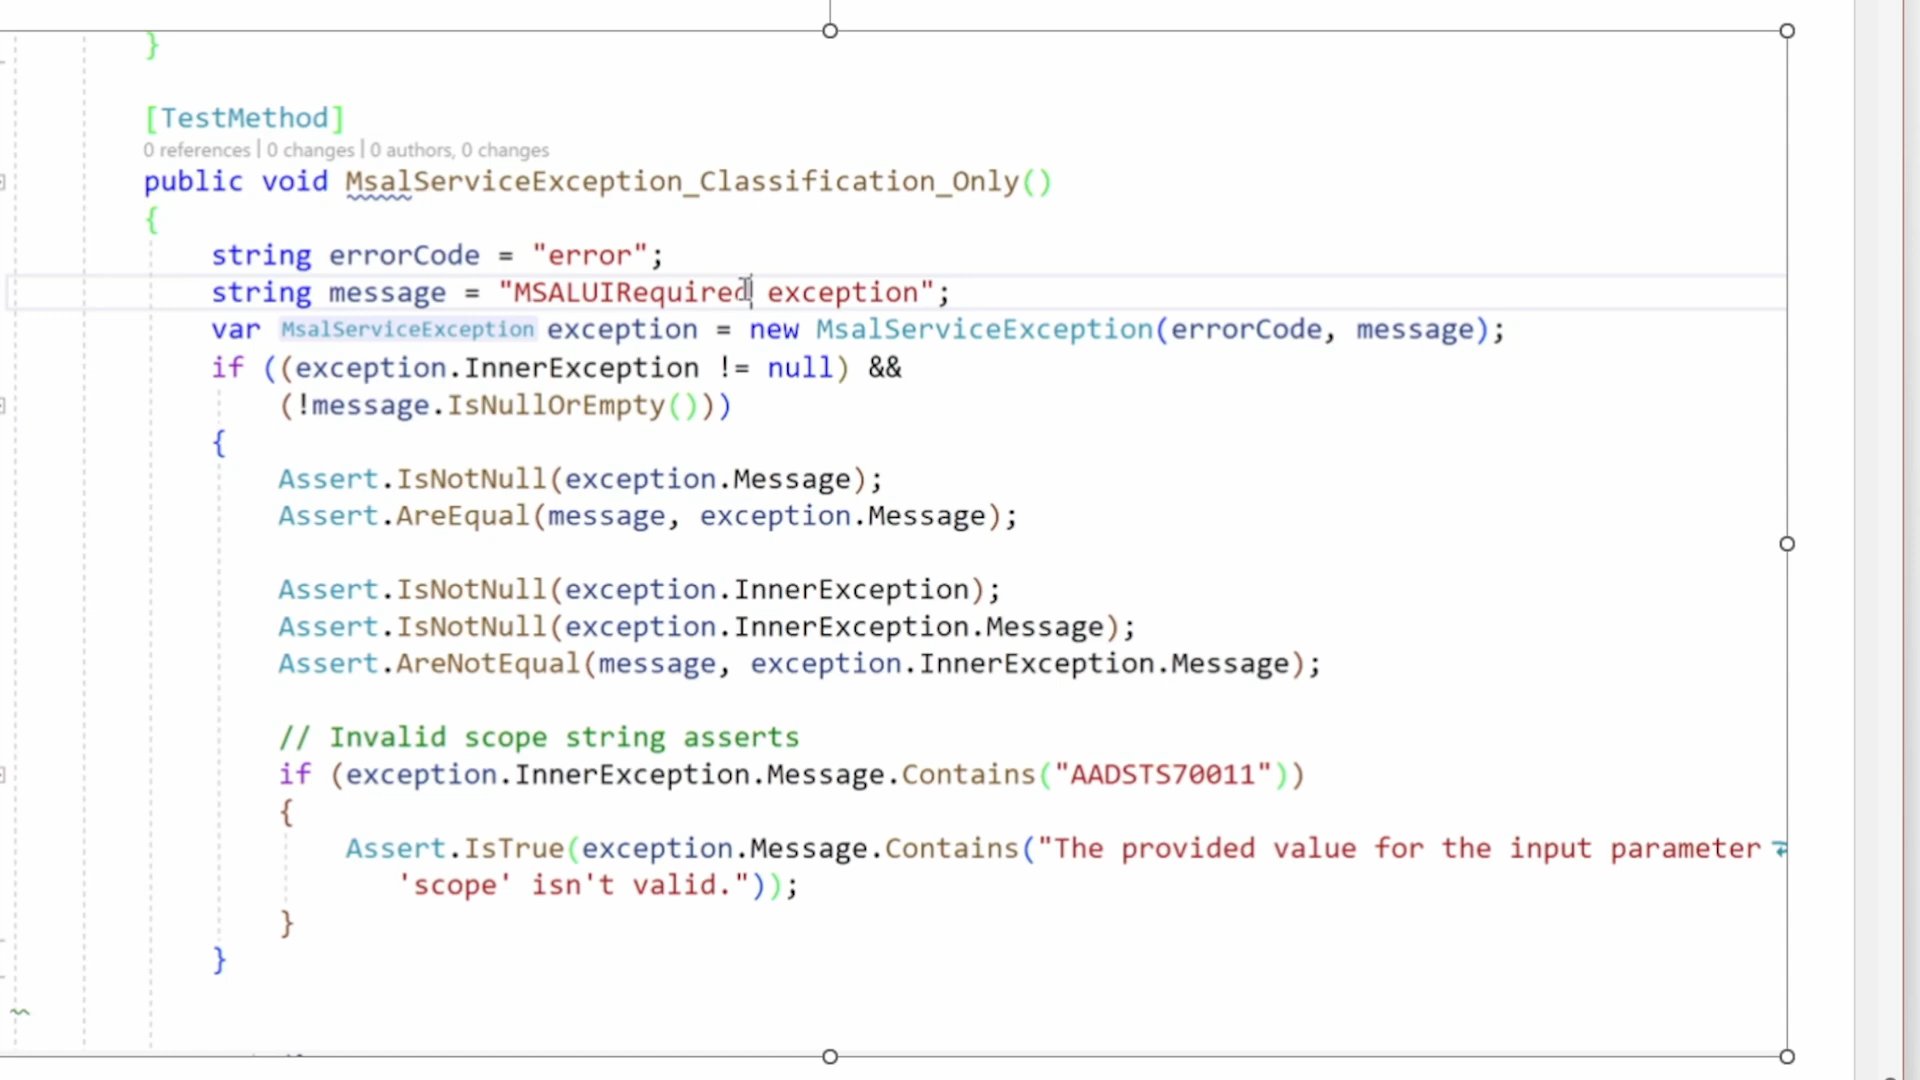 }
[TestMethod]
0 references | 0 changes | 0 authors, 0 changes
public void MsalServiceException_Classification_Only()
{
string errorCode = "error";
string message = "MSALUIRequired exception";
var MsalServiceException exception = new MsalServiceException(errorCode, message);
if ((exception.InnerException != null) &&
(!message.IsNullOrEmpty()))
{
Assert.IsNotNull(exception.Message);
Assert.AreEqual(message, exception.Message);
Assert.IsNotNull(exception.InnerException);
Assert.IsNotNull(exception.InnerException.Message);
Assert.AreNotEqual(message, exception.InnerException.Message);
// Invalid scope string asserts
if (exception.InnerException.Message.Contains("AADSTS70011"))
{
Assert.IsTrue(exception.Message.Contains("The provided value for the input parameter
'scope' isn't valid."));
}
}